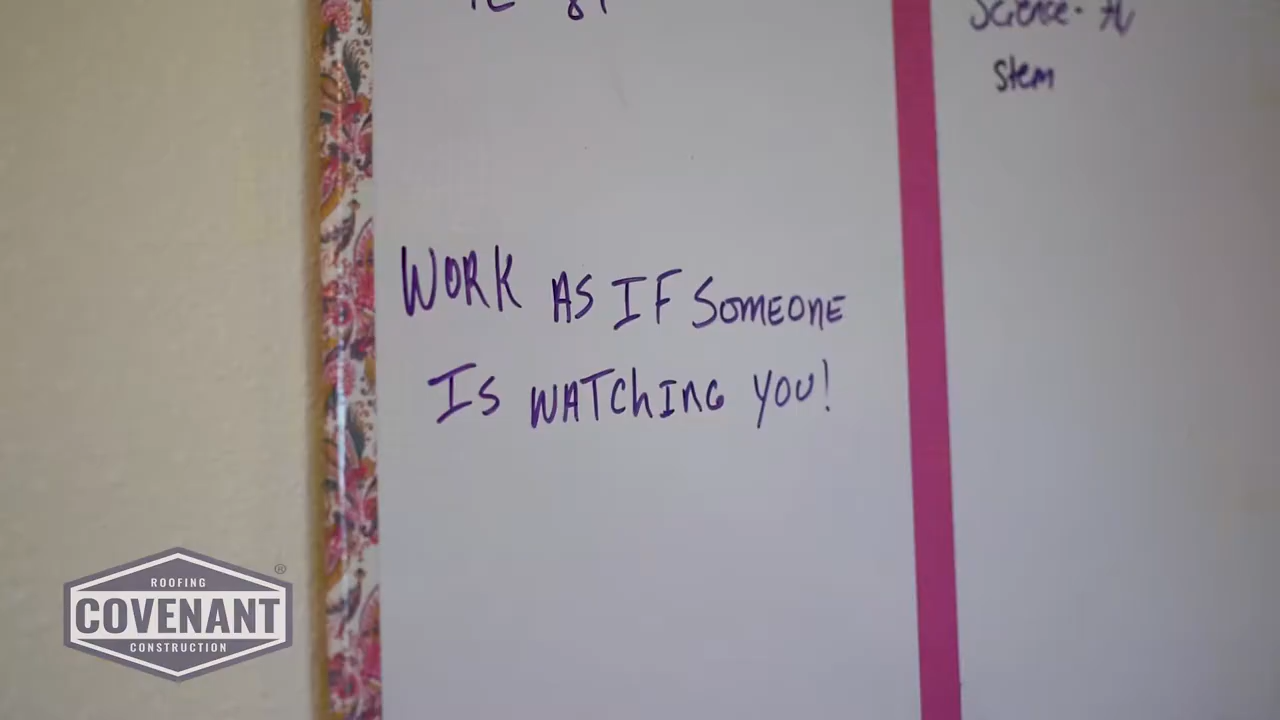 Science -
Stem
WORK AS IF SOMEONE
IS WATCHING YOU!
ROOFING
COVENANT
CONSTRUCTION
®